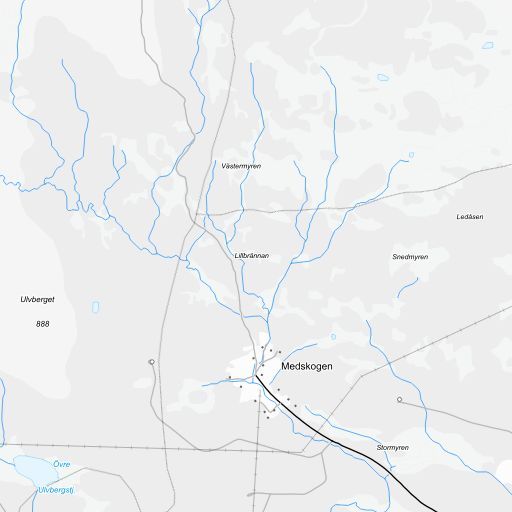 Västermyren
Ledåsen
Lillbrännan
Snedmyren
Ulvberget
888
Medskogen
Stormyren
Övre
Ulvbergstj.